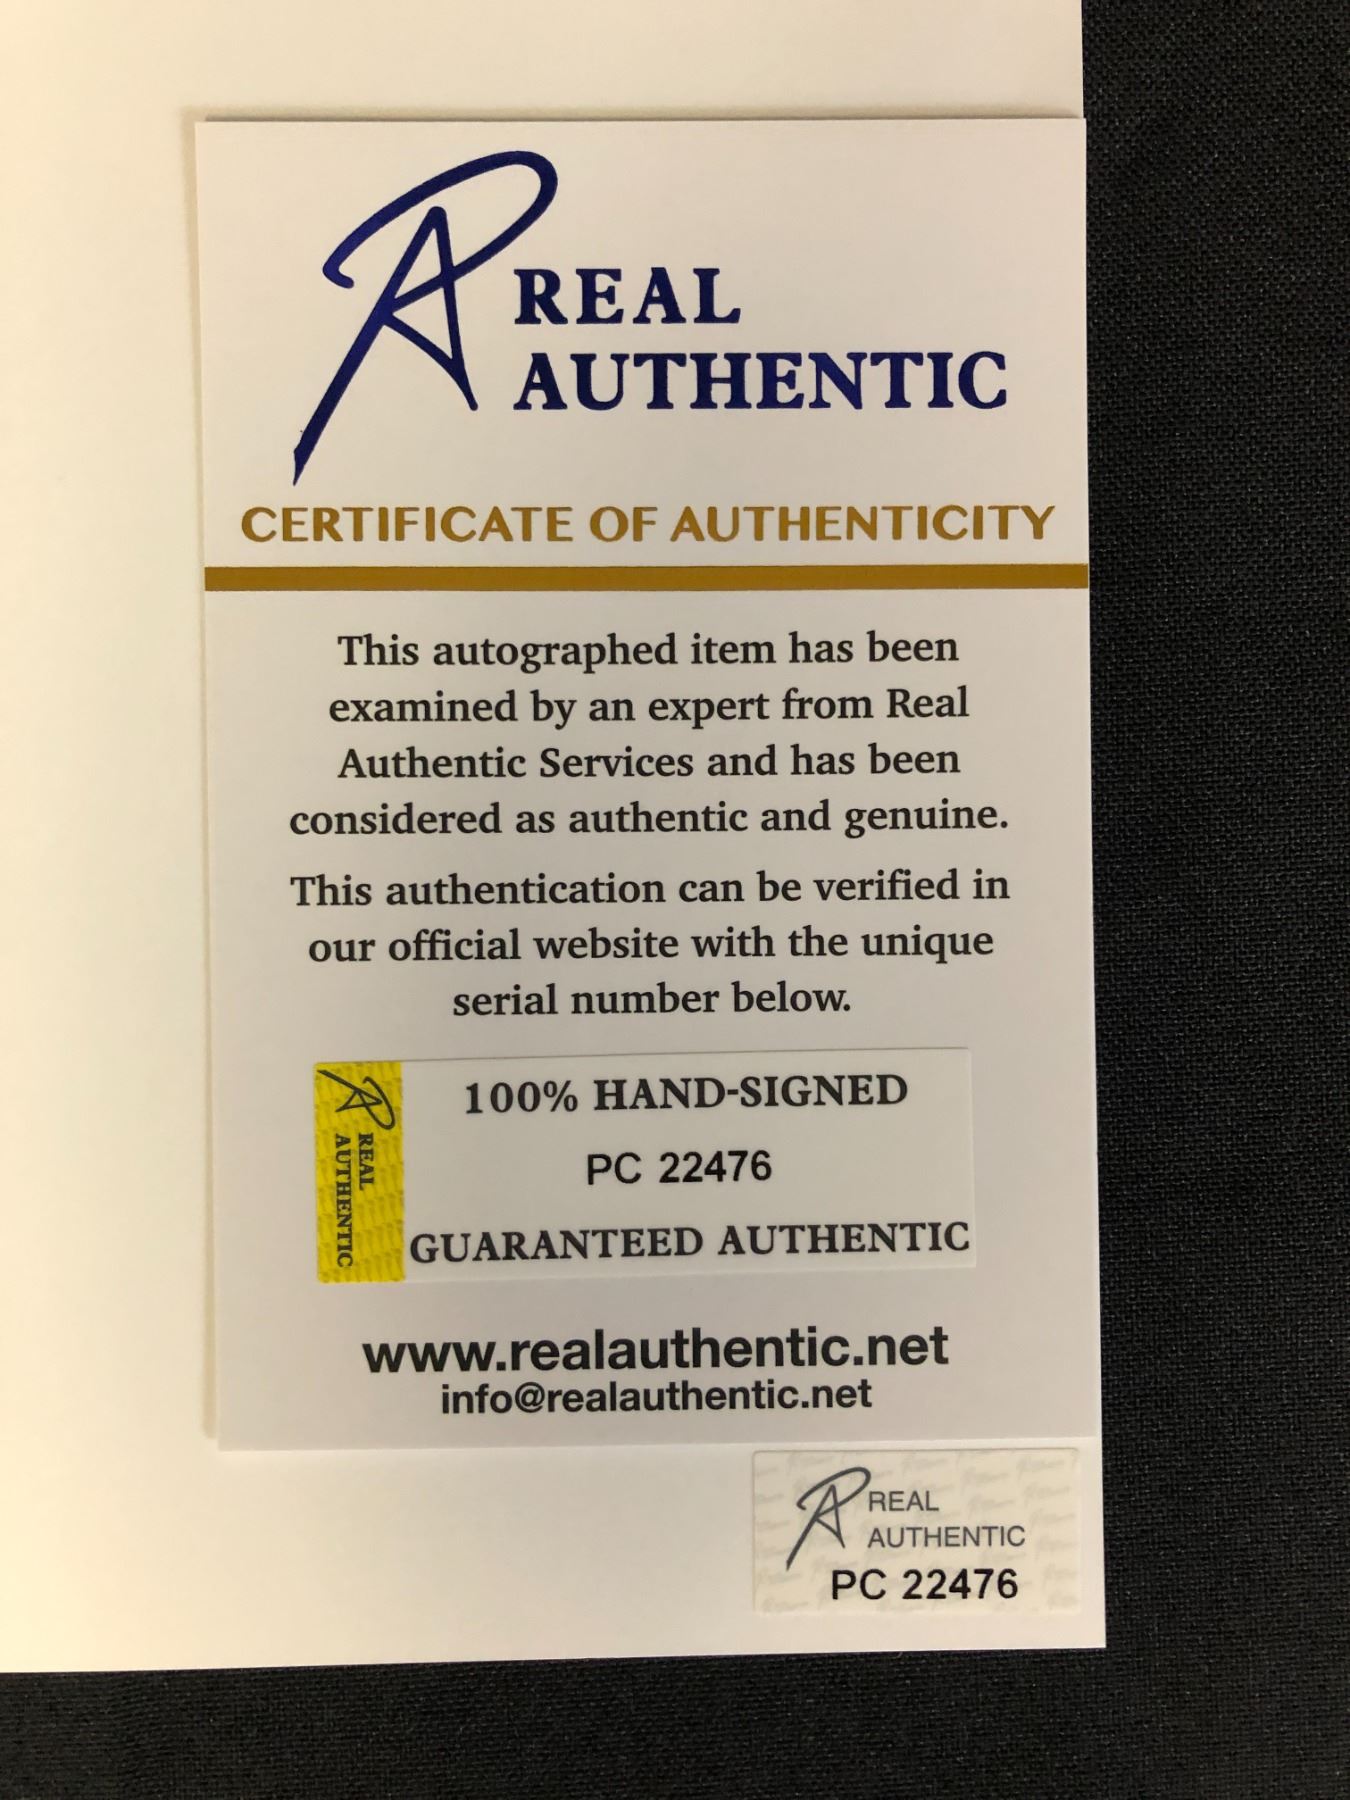 REAL
AUTHENTIC
CERTIFICATE OF AUTHENTICITY
This autographed item has been
examined by an expert from Real
Authentic Services and has been
considered as authentic and genuine.
This authentication can be verified in
our official website with the unique
serial number below.
REAL
AUTHENTIC
100% HAND-SIGNED
PC 22476
GUARANTEED AUTHENTIC
www.realauthentic.net
info@realauthentic.net
REAL
AUTHENTIC
PC 22476